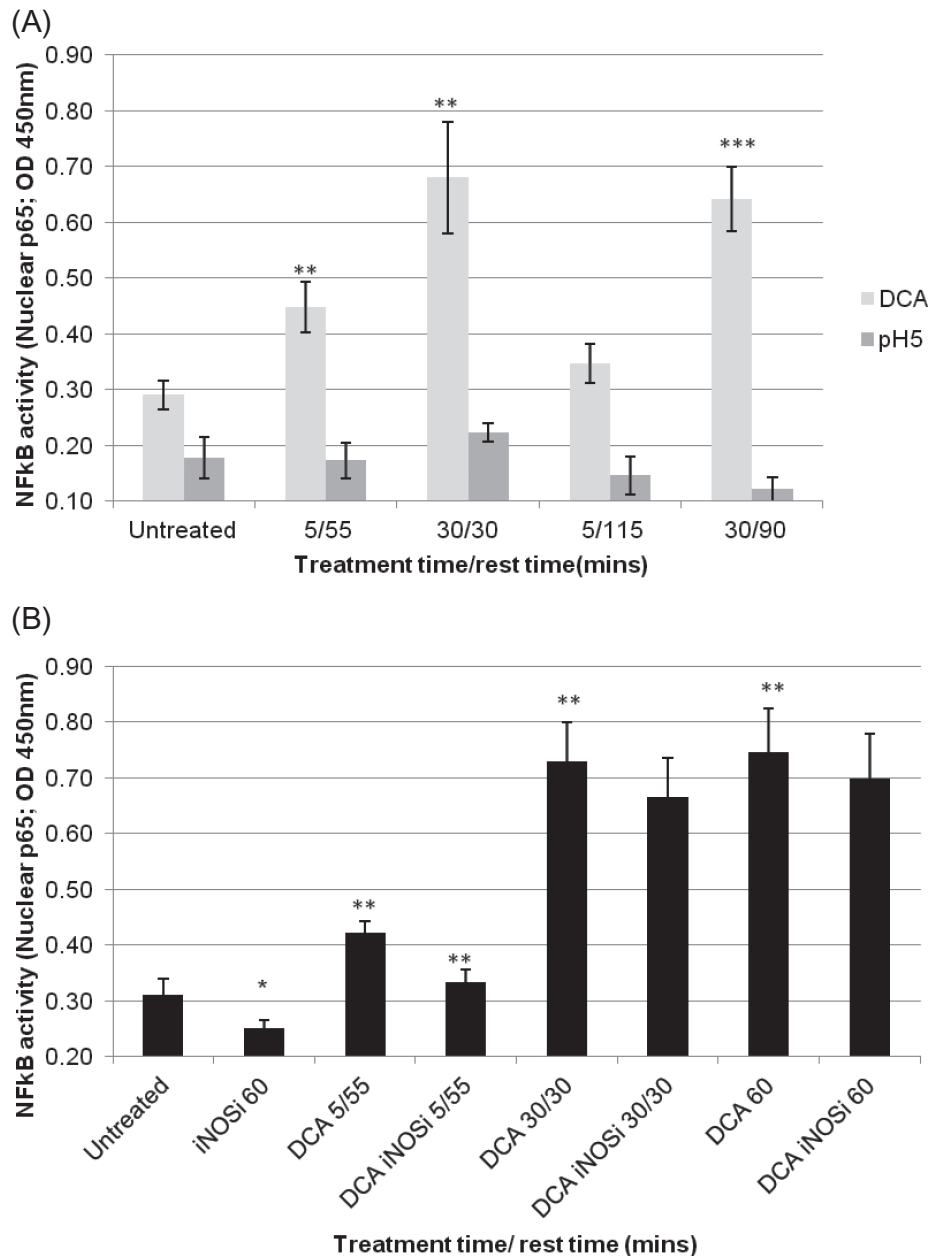 (A)
NFkB activity (Nuclear p65; OD 450nm)
0.90
0.80
0.70
0.60
0.50
0.40
0.30
0.20
0.10
**
**
***
DCA
pH5
Untreated 5/55 30/30 5/115 30/90
Treatment time/rest time(mins)
(B)
NFkB activity (Nuclear p65; OD 450nm)
0.90
0.80
0.70
0.60
0.50
0.40
0.30
0.20
*
**
**
**
**
Untreated
iNOSi 60
DCA 5/55
DCA iNOSi 5/55
DCA 30/30
DCA iNOSi 30/30
DCA 60
DCA iNOSi 60
Treatment time/ rest time (mins)